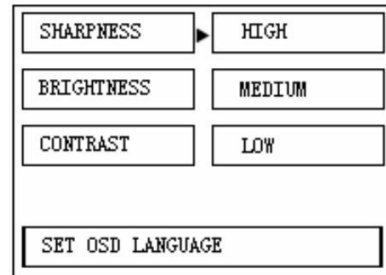 SHARPNESS HIGH
BRIGHTNESS MEDIUM
CONTRAST LOW
SET OSD LANGUAGE